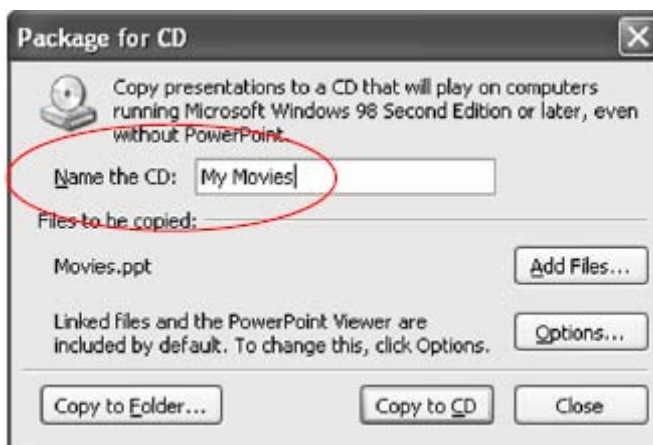 Package for CD
Copy presentations to a CD that will play on computers
running Microsoft Windows 98 Second Edition or later, even
without PowerPoint.
Name the CD: My Movies
Files to be copied:
Movies.ppt
Add Files...
Linked files and the PowerPoint Viewer are
included by default. To change this, click Options.
Options...
Copy to Folder... Copy to CD Close